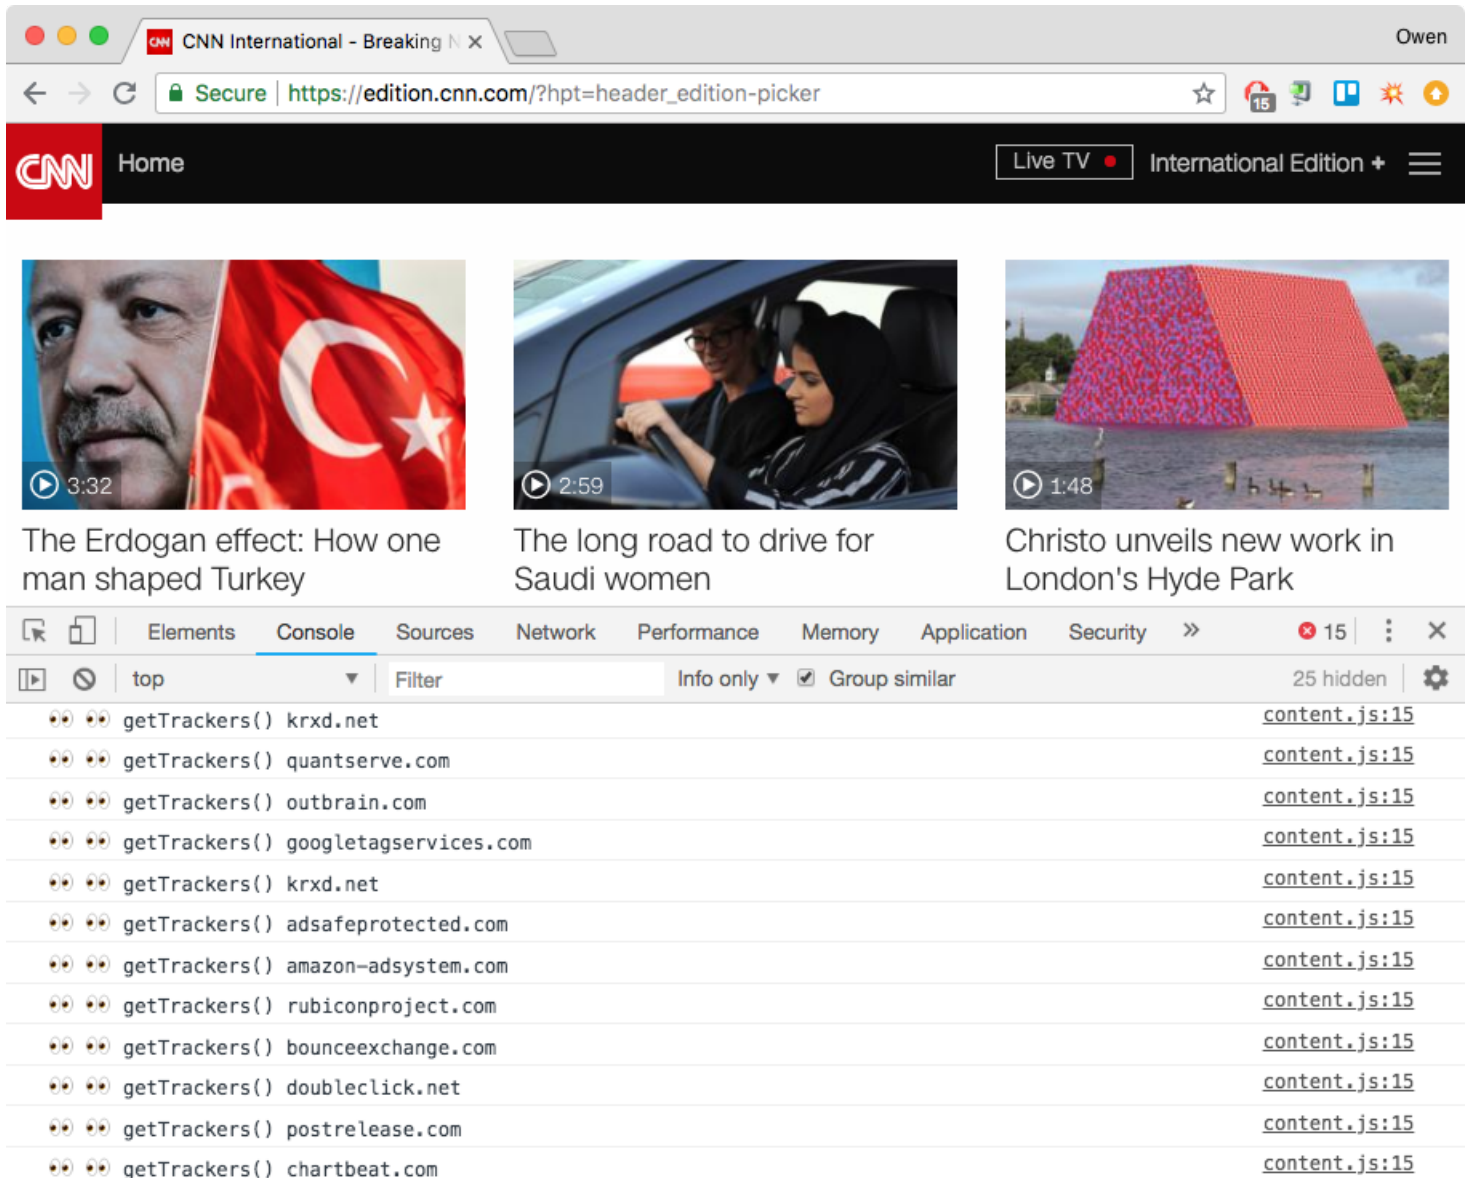 CNN International - Breaking N
Owen
Secure | https://edition.cnn.com/?hpt=header_edition-picker
15
CNN Home Live TV International Edition +
3:32
2:59
1:48
The Erdogan effect: How one
man shaped Turkey
The long road to drive for
Saudi women
Christo unveils new work in
London's Hyde Park
Elements Console Sources Network Performance Memory Application Security » 15
top Filter Info only Group similar 25 hidden
getTrackers() krxd.net content.js:15
getTrackers() quantserve.com content.js:15
getTrackers() outbrain.com content.js:15
getTrackers() googletagservices.com content.js:15
getTrackers() krxd.net content.js:15
getTrackers() adsafeprotected.com content.js:15
getTrackers() amazon-adsystem.com content.js:15
getTrackers() rubiconproject.com content.js:15
getTrackers() bounceexchange.com content.js:15
getTrackers() doubleclick.net content.js:15
getTrackers() postrelease.com content.js:15
getTrackers() chartbeat.com content.js:15